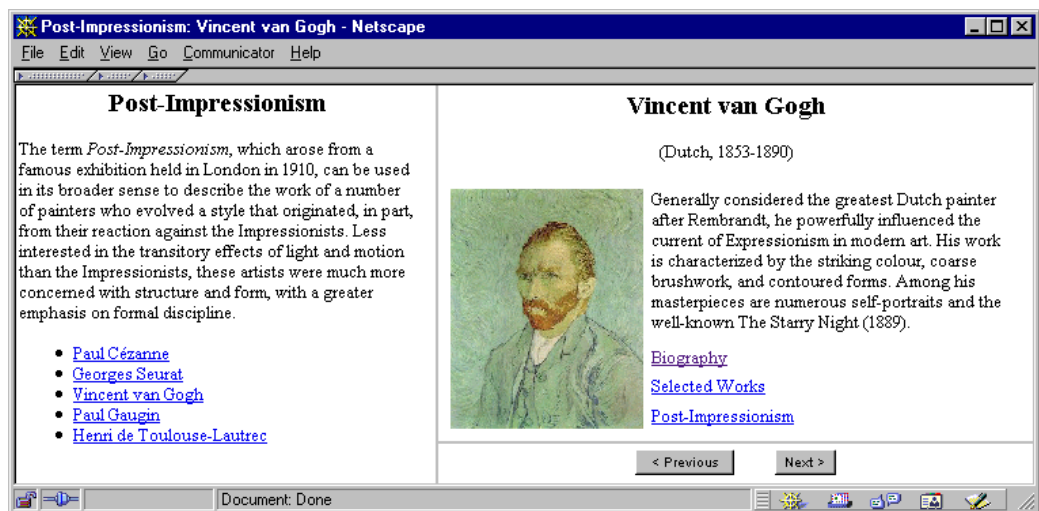 Post-Impressionism: Vincent van Gogh - Netscape
File Edit View Go Communicator Help
Post-Impressionism
The term Post-Impressionism, which arose from a
famous exhibition held in London in 1910, can be used
in its broader sense to describe the work of a number
of painters who evolved a style that originated, in part,
from their reaction against the Impressionists. Less
interested in the transitory effects of light and motion
than the Impressionists, these artists were much more
concerned with structure and form, with a greater
emphasis on formal discipline.
Paul Cézanne
Georges Seurat
Vincent van Gogh
Paul Gaugin
Henri de Toulouse-Lautrec
Vincent van Gogh
(Dutch, 1853-1890)
Generally considered the greatest Dutch painter
after Rembrandt, he powerfully influenced the
current of Expressionism in modern art. His work
is characterized by the striking colour, coarse
brushwork, and contoured forms. Among his
masterpieces are numerous self-portraits and the
well-known The Starry Night (1889).
Biography
Selected Works
Post-Impressionism
< Previous Next >
Document: Done